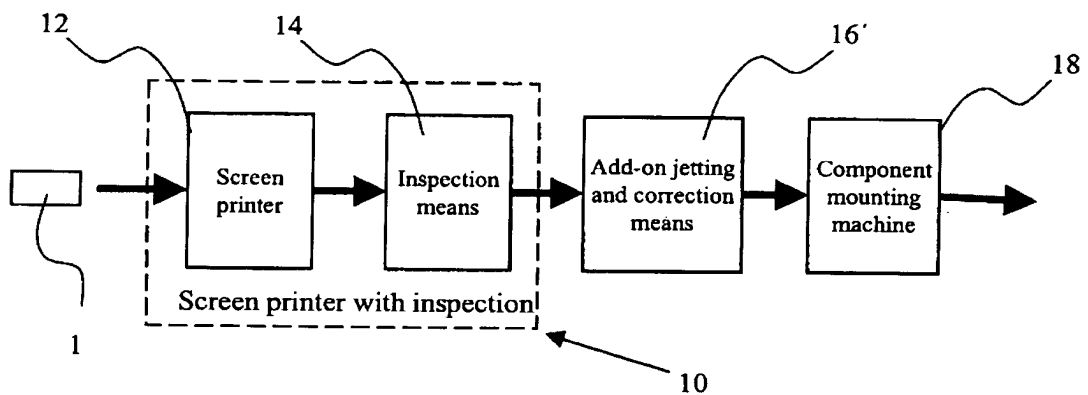 12
14
16′
18
Screen
printer
Inspection
means
Add-on jetting
and correction
means
Component
mounting
machine
Screen printer with inspection
1
10